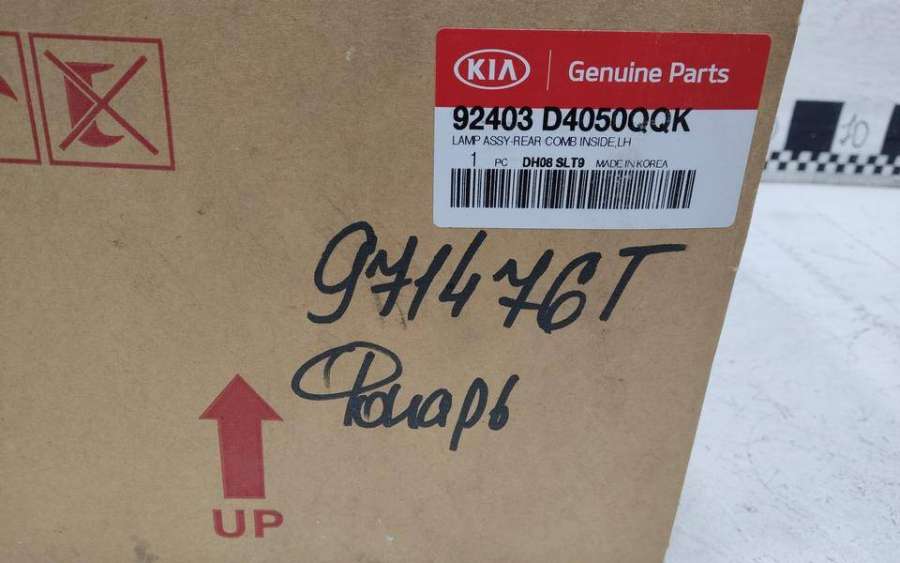 KIA Genuine Parts
92403 D4050QQK
LAMP ASSY-REAR COMB INSIDE,LH
1 PC DH08 SLT9 MADE IN KOREA
971476T
Фонарь
UP
10